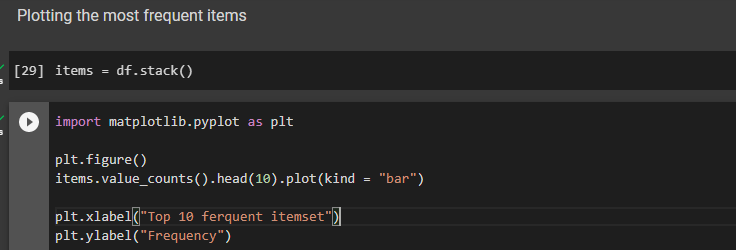 Plotting the most frequent items
[29] items = df.stack()
import matplotlib.pyplot as plt
plt.figure()
items.value_counts().head(10).plot(kind = "bar")
plt.xlabel("Top 10 ferquent itemset")
plt.ylabel("Frequency")